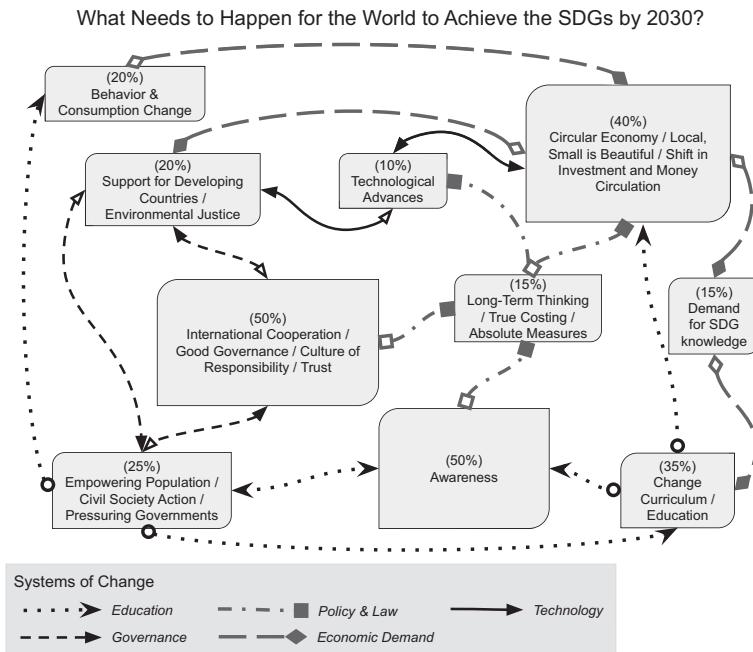 What Needs to Happen for the World to Achieve the SDGs by 2030?
(20%)
Behavior &
Consumption Change
(40%)
Circular Economy / Local,
Small is Beautiful / Shift in
Investment and Money
Circulation
(20%)
Support for Developing
Countries /
Environmental Justice
(10%)
Technological
Advances
(50%)
International Cooperation /
Good Governance / Culture of
Responsibility / Trust
(15%)
Long-Term Thinking /
True Costing /
Absolute Measures
(15%)
Demand
for SDG
knowledge
(25%)
Empowering Population /
Civil Society Action /
Pressuring Governments
(50%)
Awareness
(35%)
Change
Curriculum /
Education
Systems of Change
Education
Policy & Law
Technology
Governance
Economic Demand